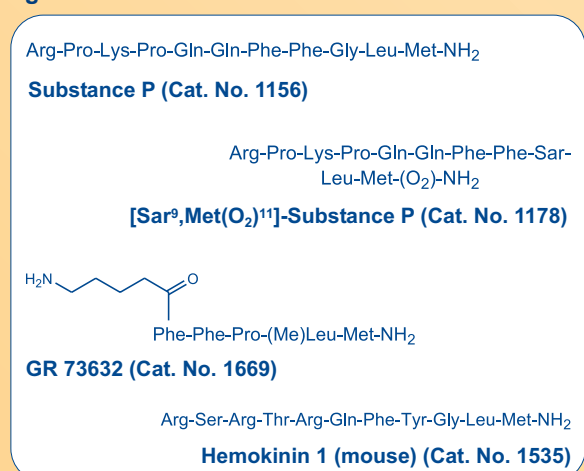 Arg-Pro-Lys-Pro-Gln-Gln-Phe-Phe-Gly-Leu-Met-NH₂
Substance P (Cat. No. 1156)
Arg-Pro-Lys-Pro-Gln-Gln-Phe-Phe-Sar-
Leu-Met-(O₂)-NH₂
[Sar⁹,Met(O₂)¹¹]-Substance P (Cat. No. 1178)
H₂N
O
Phe-Phe-Pro-(Me)Leu-Met-NH₂
GR 73632 (Cat. No. 1669)
Arg-Ser-Arg-Thr-Arg-Gln-Phe-Tyr-Gly-Leu-Met-NH₂
Hemokinin 1 (mouse) (Cat. No. 1535)